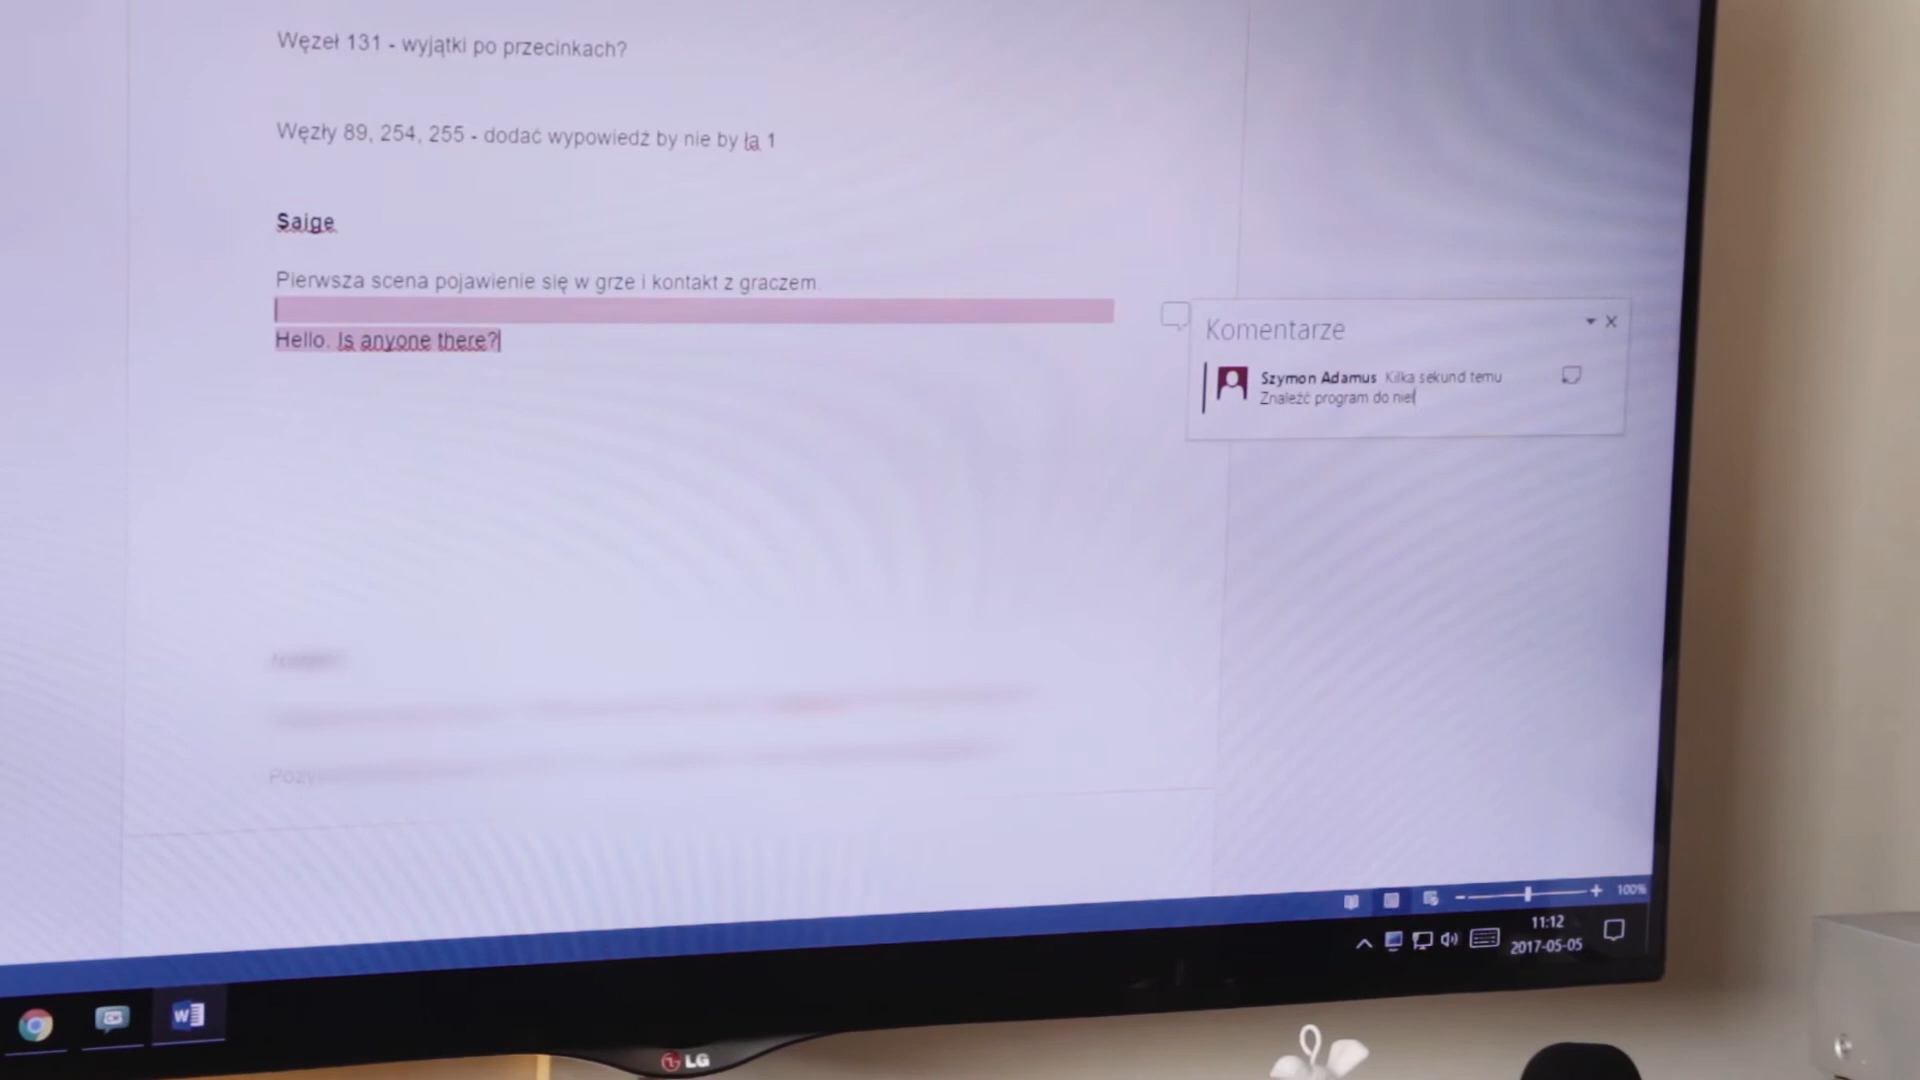 Węzeł 131 - wyjątki po przecinkach?
Węzły 89, 254, 255 - dodać wypowiedź by nie by ła 1
Saige
Pierwsza scena pojawienie się w grze i kontakt z graczem.
Hello. Is anyone there?
Komentarze
Szymon Adamus Kilka sekund temu
Znaleźć program do nie
100%
11:12
2017-05-05
LG